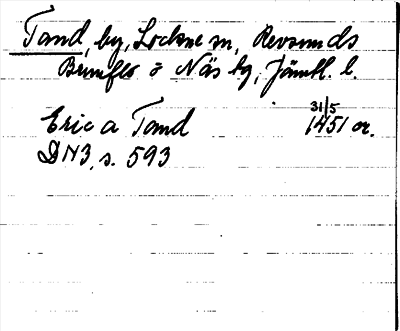 Tand, by, Lockne sn, Revsunds
Brunflo o Näs tg, Jämtl. l.
31/5
Eric a Tand 1451 or.
DN3, s. 593